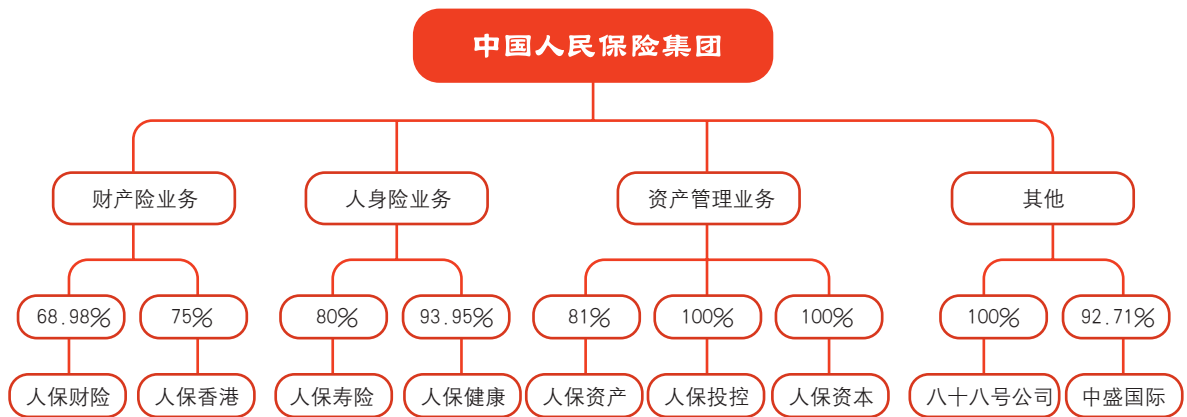 中国人民保险集团
财产险业务
人身险业务
资产管理业务
其他
68.98%
75%
80%
93.95%
81%
100%
100%
100%
92.71%
人保财险
人保香港
人保寿险
人保健康
人保资产
人保投控
人保资本
八十八号公司
中盛国际